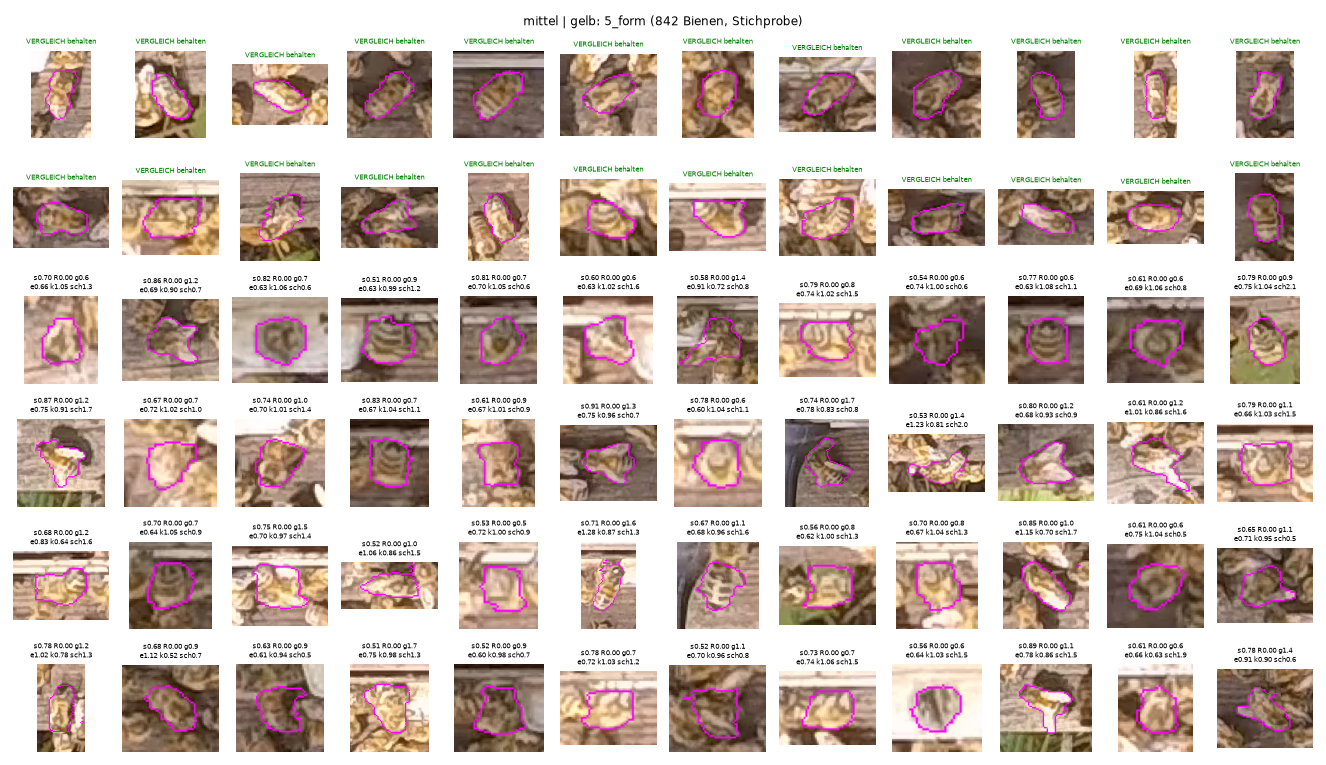 mittel | gelb: 5_form (842 Bienen, Stichprobe)
VERGLEICH behalten VERGLEICH behalten VERGLEICH behalten VERGLEICH behalten VERGLEICH behalten VERGLEICH behalten VERGLEICH behalten VERGLEICH behalten VERGLEICH behalten VERGLEICH behalten VERGLEICH behalten VERGLEICH behalten
VERGLEICH behalten VERGLEICH behalten VERGLEICH behalten VERGLEICH behalten VERGLEICH behalten VERGLEICH behalten VERGLEICH behalten VERGLEICH behalten VERGLEICH behalten VERGLEICH behalten VERGLEICH behalten VERGLEICH behalten
s0.70 R0.00 g0.6
e0.66 k1.05 sch1.3
s0.86 R0.00 g1.2
e0.69 k0.90 sch0.7
s0.82 R0.00 g0.7
e0.63 k1.06 sch0.6
s0.51 R0.00 g0.9
e0.63 k0.99 sch1.2
s0.81 R0.00 g0.7
e0.70 k1.05 sch0.6
s0.60 R0.00 g0.6
e0.63 k1.02 sch1.6
s0.58 R0.00 g1.4
e0.91 k0.72 sch0.8
s0.79 R0.00 g0.8
e0.74 k1.02 sch1.5
s0.54 R0.00 g0.6
e0.74 k1.00 sch0.6
s0.77 R0.00 g0.6
e0.63 k1.08 sch1.1
s0.61 R0.00 g0.6
e0.69 k1.06 sch0.8
s0.79 R0.00 g0.9
e0.75 k1.04 sch2.1
s0.87 R0.00 g1.2
e0.75 k0.91 sch1.7
s0.67 R0.00 g0.7
e0.72 k1.02 sch1.0
s0.74 R0.00 g1.0
e0.70 k1.01 sch1.4
s0.83 R0.00 g0.7
e0.67 k1.04 sch1.1
s0.61 R0.00 g0.9
e0.67 k1.01 sch0.9
s0.91 R0.00 g1.3
e0.75 k0.96 sch0.7
s0.78 R0.00 g0.6
e0.60 k1.04 sch1.1
s0.74 R0.00 g1.7
e0.78 k0.83 sch0.8
s0.53 R0.00 g1.4
e1.23 k0.81 sch2.0
s0.80 R0.00 g1.2
e0.68 k0.93 sch0.9
s0.61 R0.00 g1.2
e1.01 k0.86 sch1.6
s0.79 R0.00 g1.1
e0.66 k1.03 sch1.5
s0.68 R0.00 g1.2
e0.83 k0.64 sch1.6
s0.70 R0.00 g0.7
e0.64 k1.05 sch0.9
s0.75 R0.00 g1.5
e0.70 k0.97 sch1.4
s0.52 R0.00 g1.0
e1.06 k0.86 sch1.5
s0.53 R0.00 g0.5
e0.72 k1.00 sch0.9
s0.71 R0.00 g1.6
e1.28 k0.87 sch1.3
s0.67 R0.00 g1.1
e0.68 k0.96 sch1.6
s0.56 R0.00 g0.8
e0.62 k1.00 sch1.3
s0.70 R0.00 g0.8
e0.67 k1.04 sch1.3
s0.85 R0.00 g1.0
e1.15 k0.70 sch1.7
s0.61 R0.00 g0.6
e0.75 k1.04 sch0.5
s0.65 R0.00 g1.1
e0.71 k0.95 sch0.5
s0.78 R0.00 g1.2
e1.02 k0.78 sch1.3
s0.68 R0.00 g0.9
e1.12 k0.52 sch0.7
s0.63 R0.00 g0.9
e0.61 k0.94 sch0.5
s0.51 R0.00 g1.7
e0.75 k0.98 sch1.3
s0.52 R0.00 g0.9
e0.60 k0.98 sch0.7
s0.78 R0.00 g0.7
e0.72 k1.03 sch1.2
s0.52 R0.00 g1.1
e0.70 k0.96 sch0.8
s0.73 R0.00 g0.7
e0.74 k1.06 sch1.5
s0.56 R0.00 g0.6
e0.64 k1.03 sch1.5
s0.89 R0.00 g1.1
e0.78 k0.86 sch1.5
s0.61 R0.00 g0.6
e0.66 k0.63 sch1.9
s0.78 R0.00 g1.4
e0.91 k0.90 sch0.6